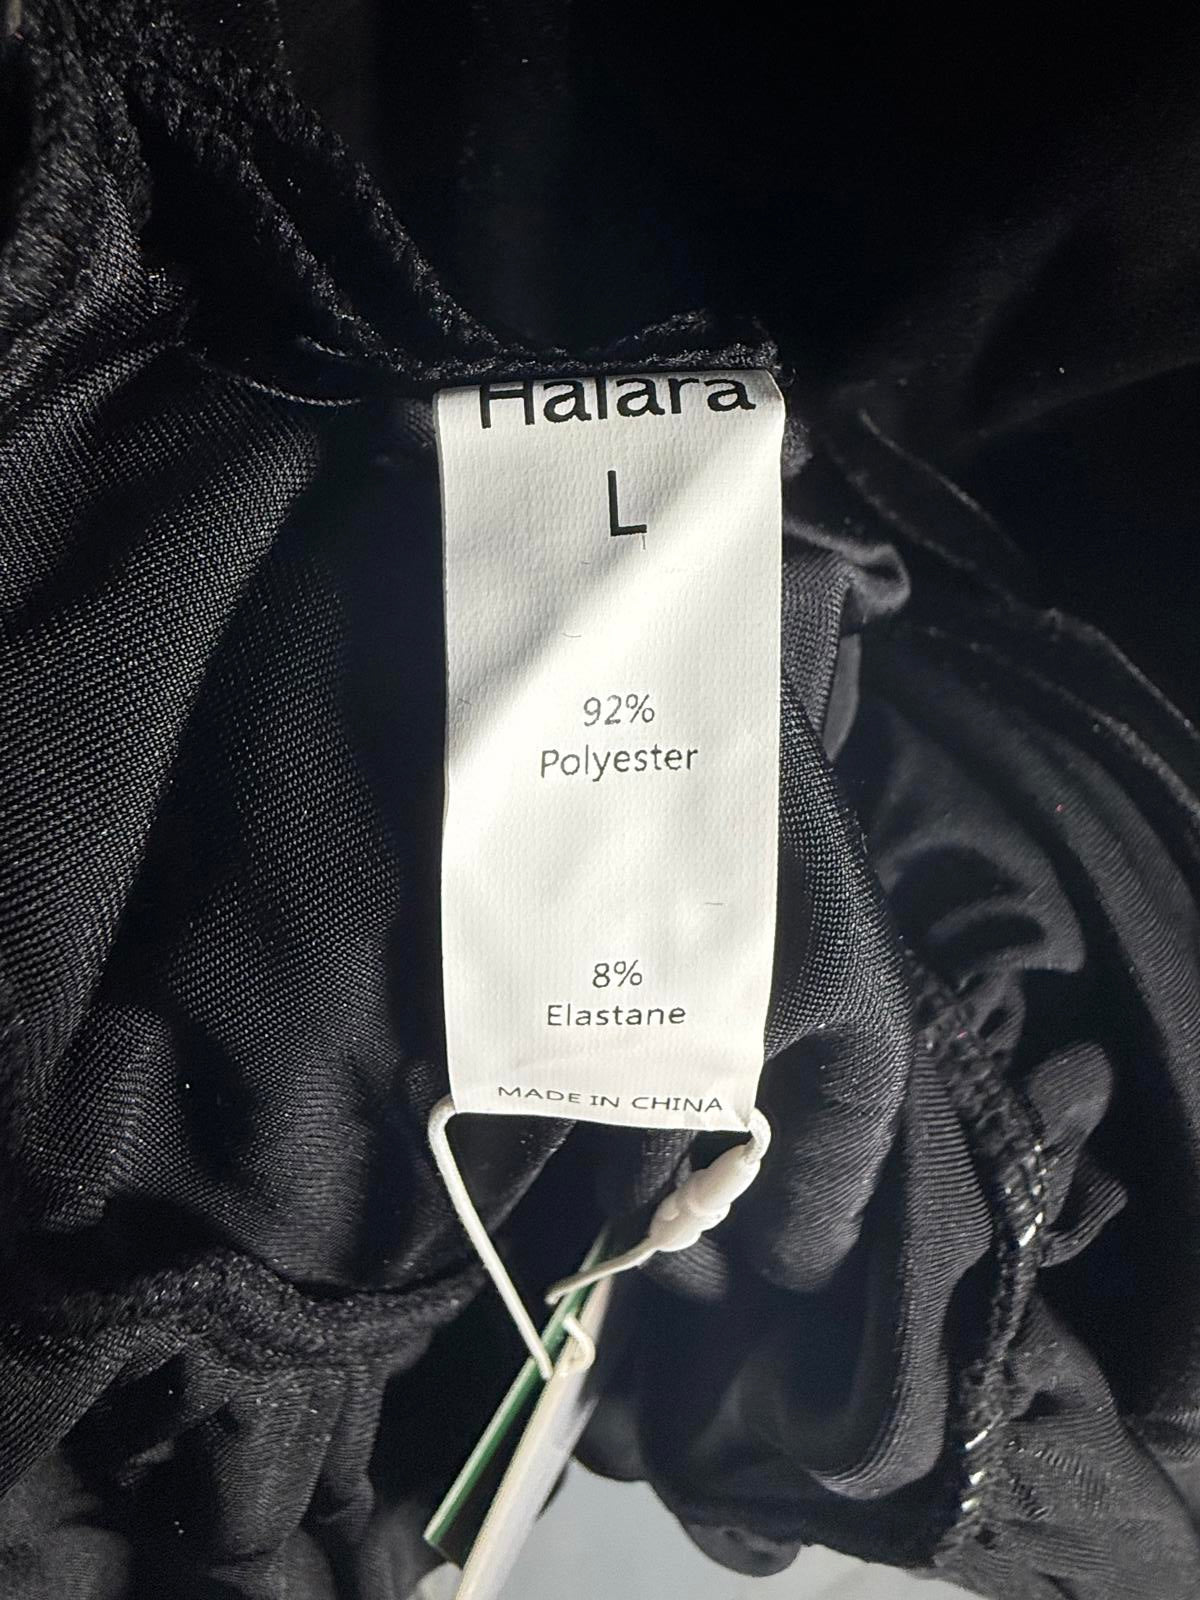 Halara
L
92%
Polyester
8%
Elastane
MADE IN CHINA